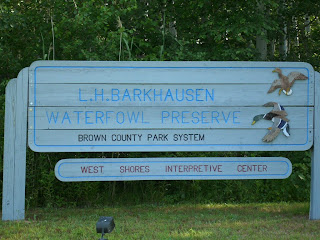 L.H. BARKHAUSEN
WATERFOWL PRESERVE
BROWN COUNTY PARK SYSTEM
WEST SHORES INTERPRETIVE CENTER